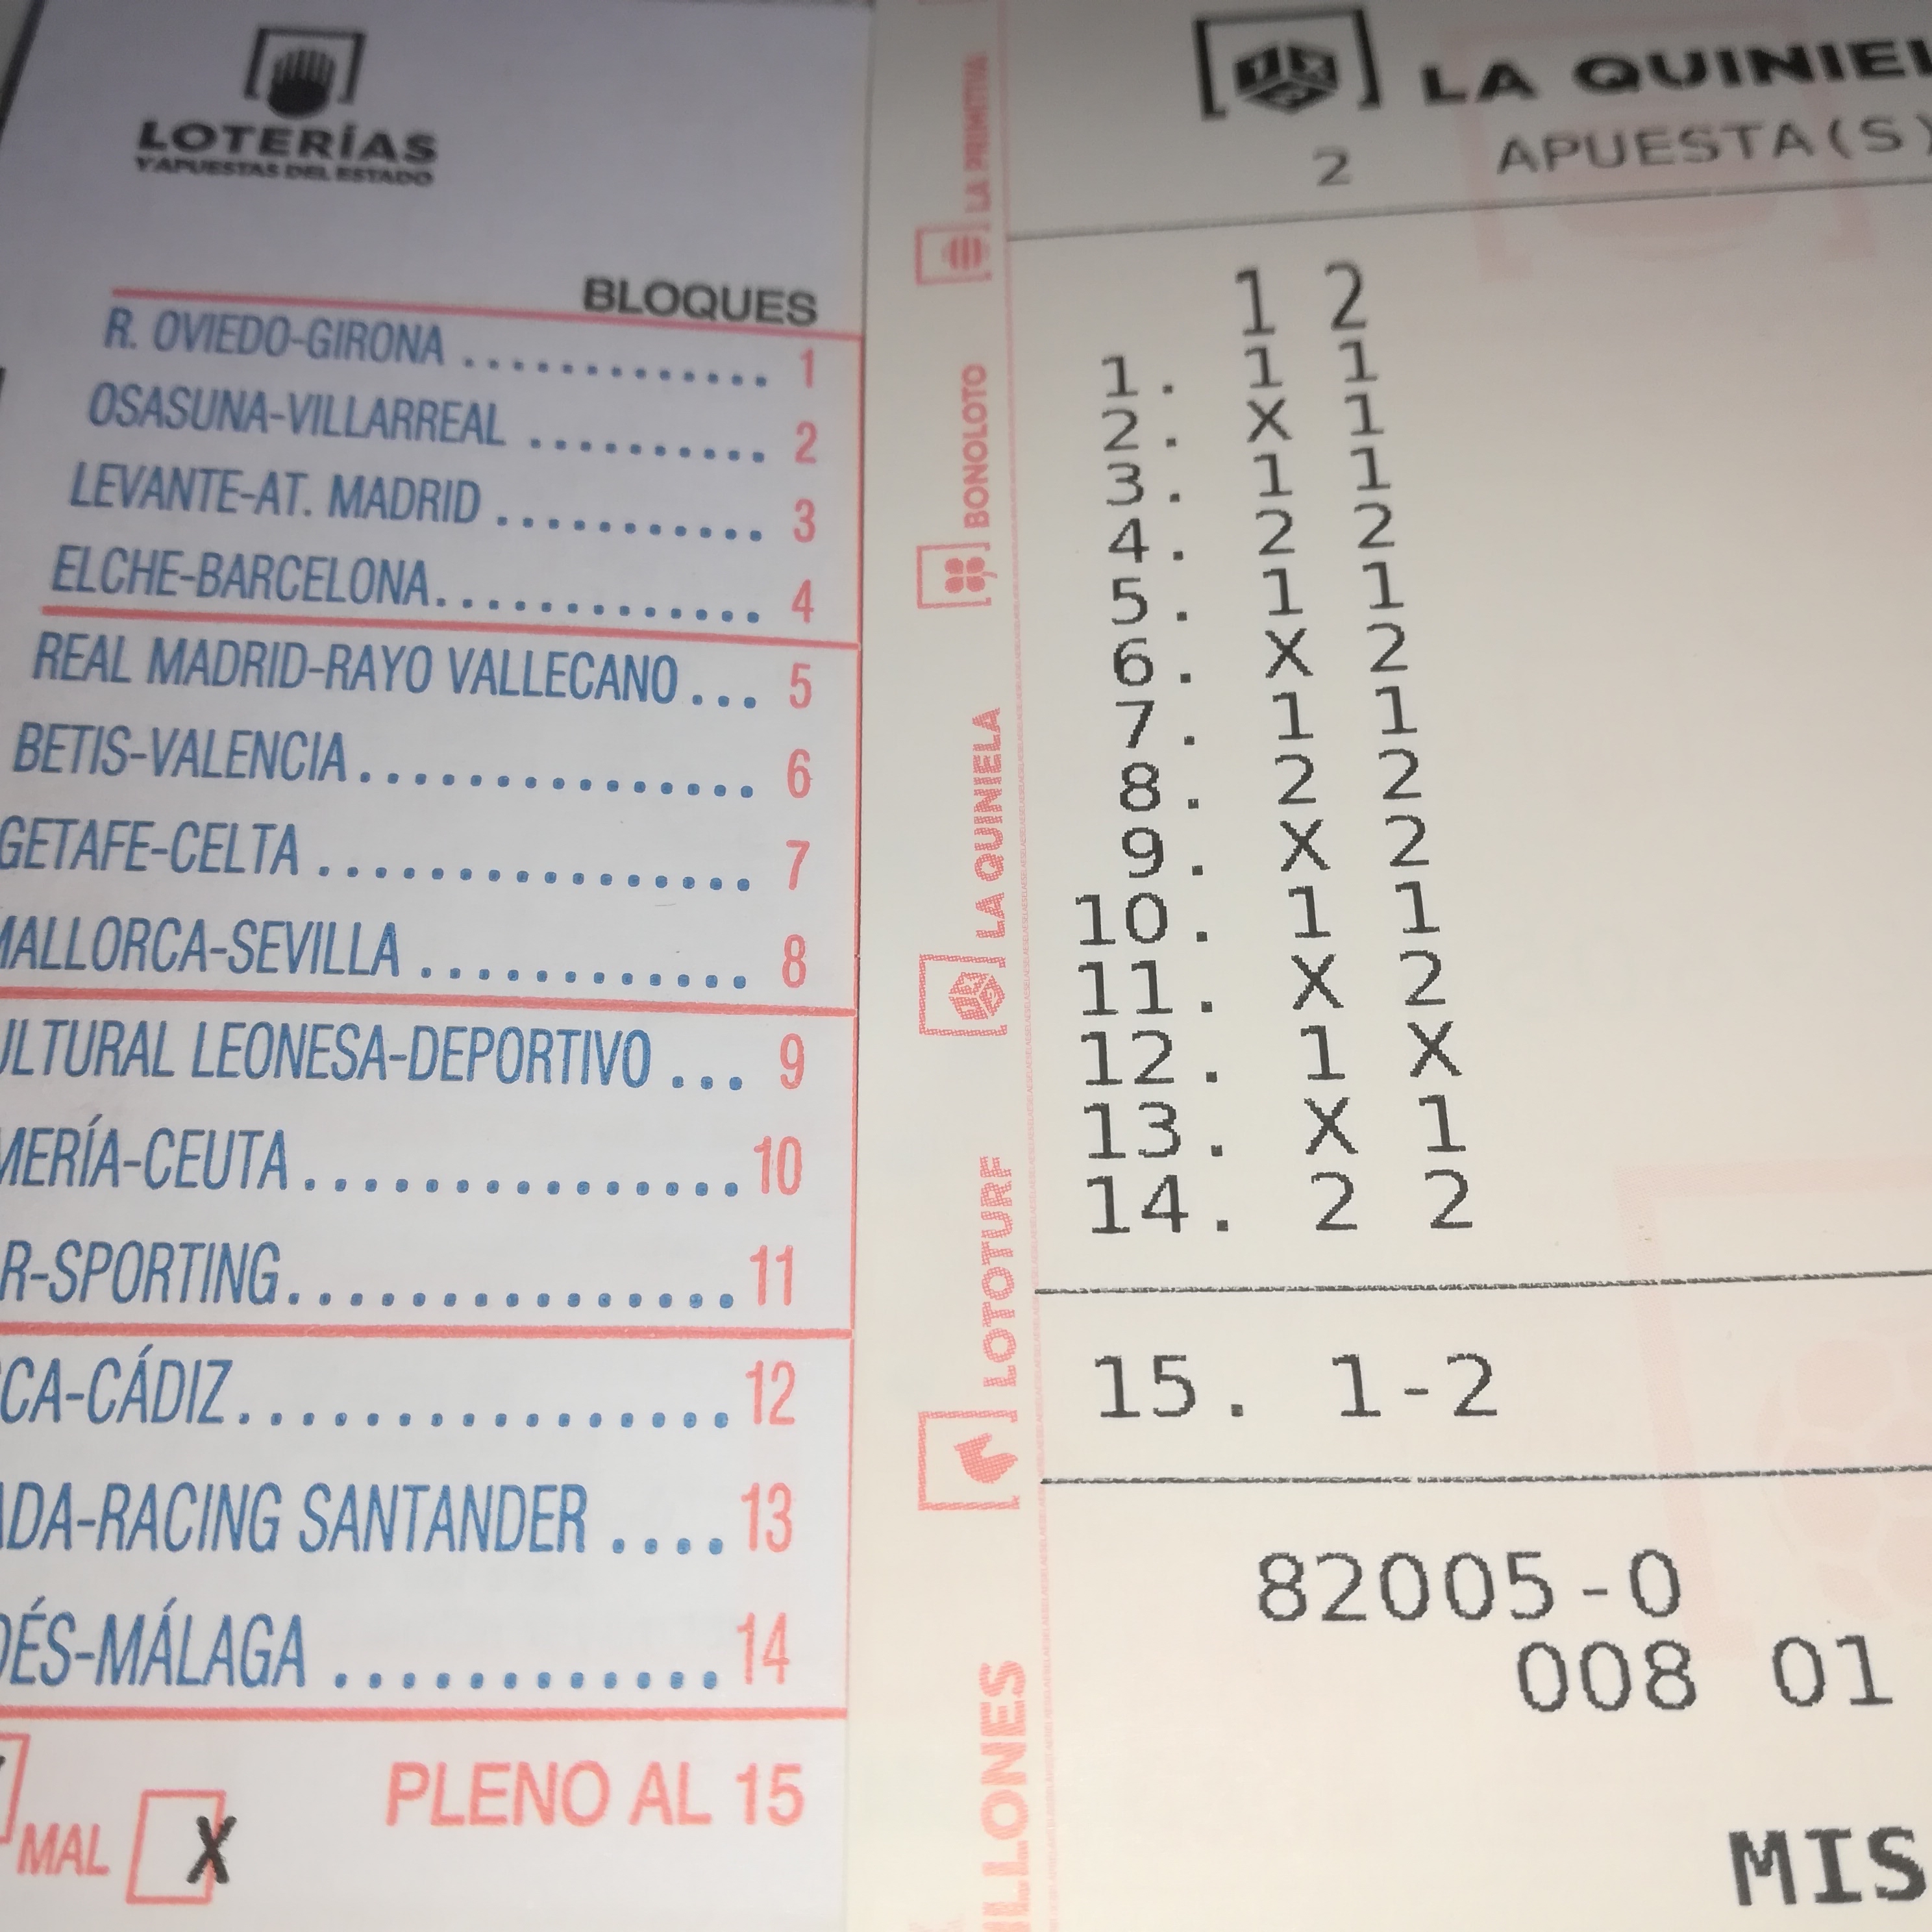 LOTERÍAS
Y APUESTAS DEL ESTADO
BLOQUES
R. OVIEDO-GIRONA ............. 1
OSASUNA-VILLARREAL .......... 2
LEVANTE-AT. MADRID ........... 3
ELCHE-BARCELONA............. 4
REAL MADRID-RAYO VALLECANO ... 5
BETIS-VALENCIA............... 6
GETAFE-CELTA ................ 7
MALLORCA-SEVILLA ............ 8
ULTURAL LEONESA-DEPORTIVO ... 9
MERÍA-CEUTA................ 10
R-SPORTING................ 11
CA-CÁDIZ................. 12
ADA-RACING SANTANDER .... 13
DÉS-MÁLAGA ............. 14
PLENO AL 15
MAL X
LA PRIMITIVA
BONOLOTO
LA QUINIELA
LOTOTURF
ILLONES
1X2
LA QUINIEL
2 APUESTA(S)
1 2
1. 1 1
2. X 1
3. 1 1
4. 2 2
5. 1 1
6. X 2
7. 1 1
8. 2 2
9. X 2
10. 1 1
11. X 2
12. 1 X
13. X 1
14. 2 2
15. 1-2
82005-0
008 01
MIS